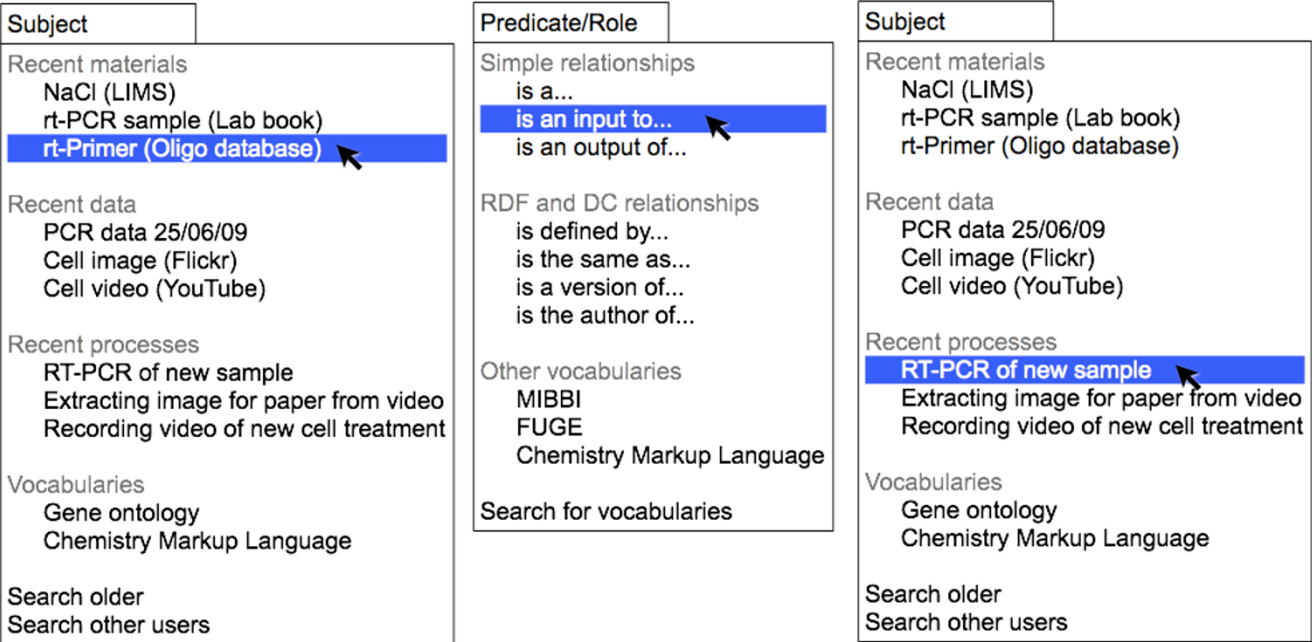 Subject
Recent materials
NaCl (LIMS)
rt-PCR sample (Lab book)
rt-Primer (Oligo database)
Recent data
PCR data 25/06/09
Cell image (Flickr)
Cell video (YouTube)
Recent processes
RT-PCR of new sample
Extracting image for paper from video
Recording video of new cell treatment
Vocabularies
Gene ontology
Chemistry Markup Language
Search older
Search other users
Predicate/Role
Simple relationships
is a...
is an input to...
is an output of...
RDF and DC relationships
is defined by...
is the same as...
is a version of...
is the author of...
Other vocabularies
MIBBI
FUGE
Chemistry Markup Language
Search for vocabularies
Subject
Recent materials
NaCl (LIMS)
rt-PCR sample (Lab book)
rt-Primer (Oligo database)
Recent data
PCR data 25/06/09
Cell image (Flickr)
Cell video (YouTube)
Recent processes
RT-PCR of new sample
Extracting image for paper from video
Recording video of new cell treatment
Vocabularies
Gene ontology
Chemistry Markup Language
Search older
Search other users